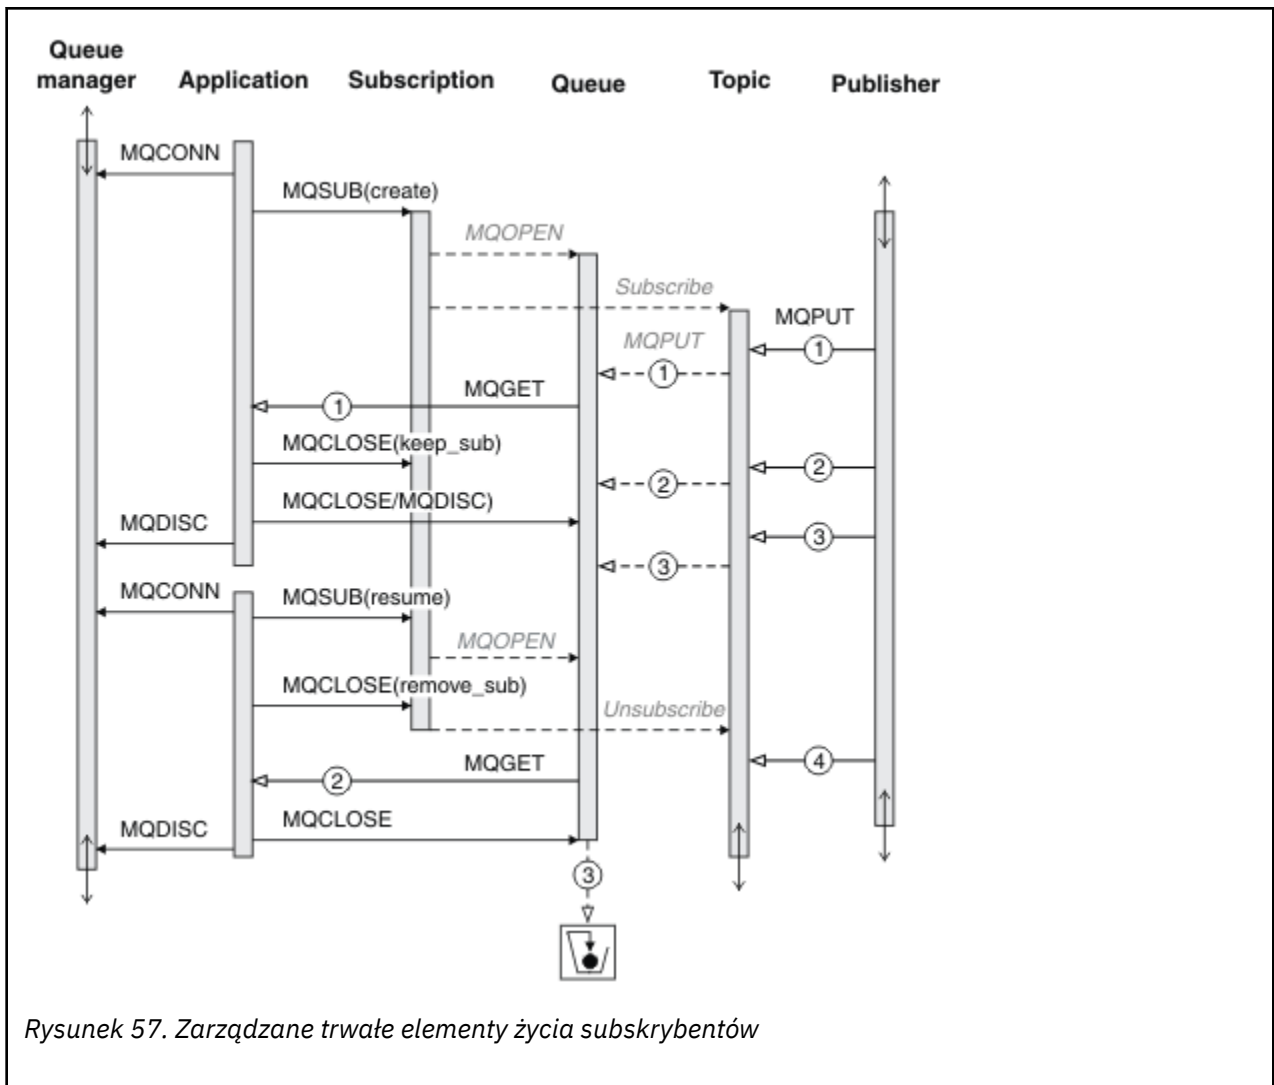 Queue
manager
Application
Subscription
Queue
Topic
Publisher
MQCONN
MQSUB(create)
MQOPEN
Subscribe
MQPUT
1
MQPUT
1
MQGET
1
MQCLOSE(keep_sub)
2
2
MQCLOSE/MQDISC)
MQDISC
3
3
MQCONN
MQSUB(resume)
MQOPEN
MQCLOSE(remove_sub)
Unsubscribe
4
MQGET
2
MQCLOSE
MQDISC
3
Rysunek 57. Zarządzane trwałe elementy życia subskrybentów